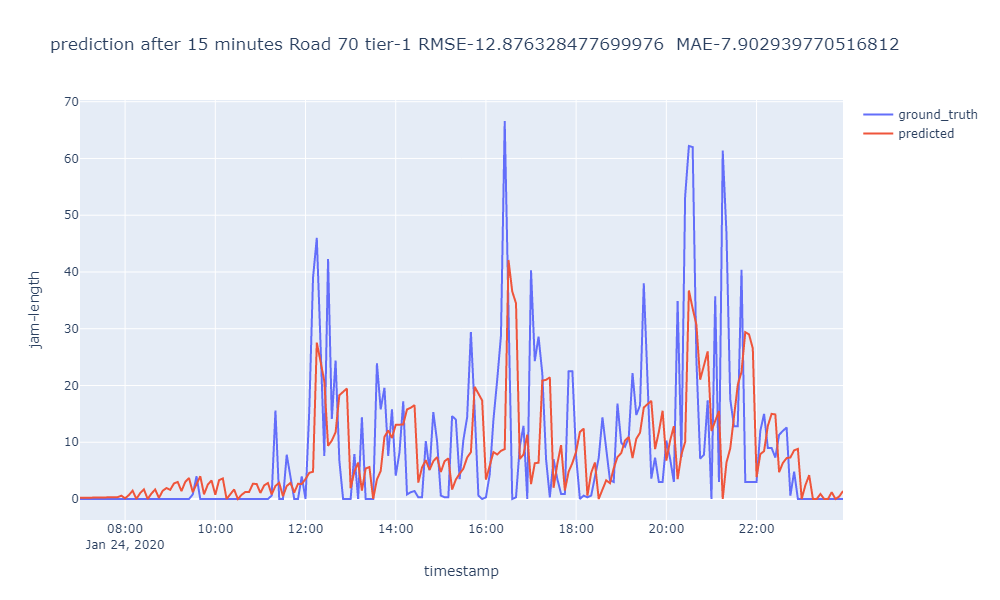 prediction after 15 minutes Road 70 tier-1 RMSE-12.876328477699976  MAE-7.902939770516812
ground_truth
predicted
jam-length
70
60
50
40
30
20
10
0
08:00 10:00 12:00 14:00 16:00 18:00 20:00 22:00
Jan 24, 2020
timestamp